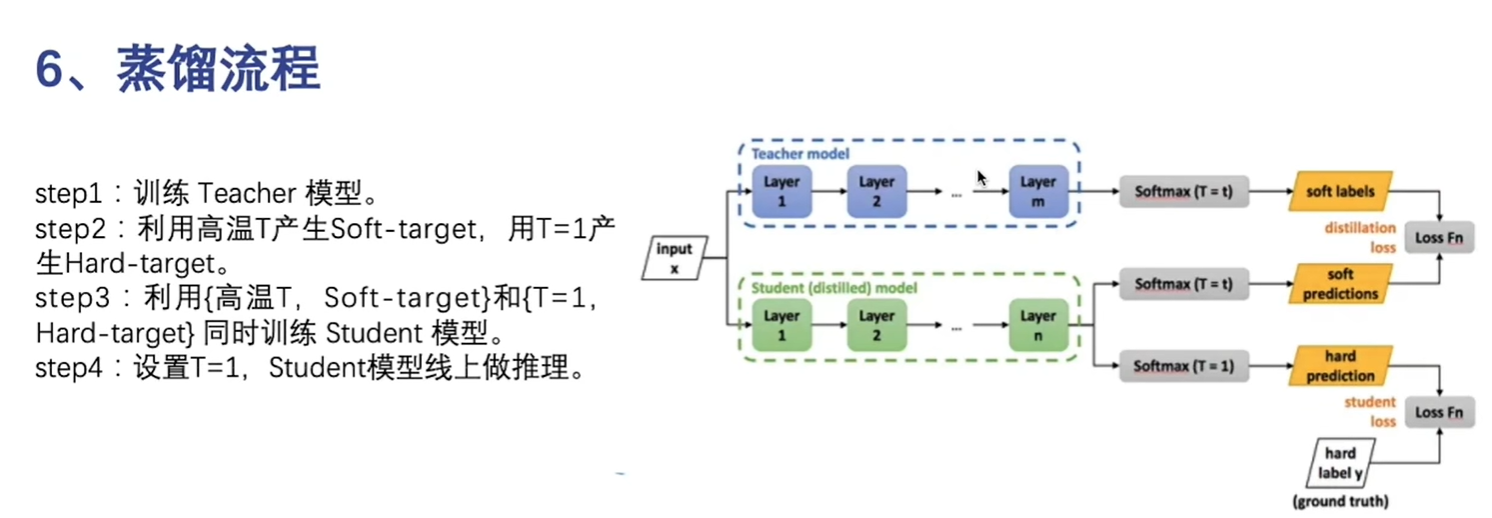 6、蒸馏流程
step1：训练 Teacher 模型。
step2：利用高温T产生Soft-target，用T=1产
生Hard-target。
step3：利用{高温T，Soft-target}和{T=1，
Hard-target} 同时训练 Student 模型。
step4：设置T=1，Student模型线上做推理。
input
x
Teacher model
Layer
1
Layer
2
...
Layer
m
Softmax (T = t)
soft labels
Student (distilled) model
Layer
1
Layer
2
...
Layer
n
Softmax (T = t)
soft
predictions
distillation
loss
Loss Fn
Softmax (T = 1)
hard
prediction
student
loss
Loss Fn
hard
label y
(ground truth)